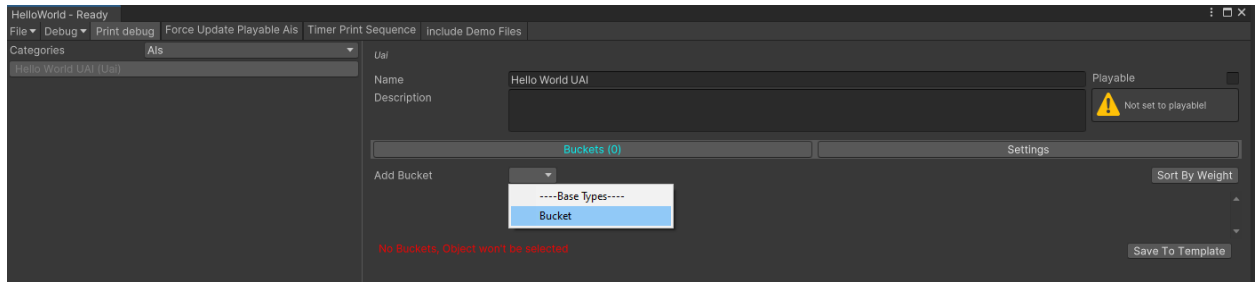 HelloWorld - Ready
File Debug Print debug Force Update Playable Ais Timer Print Sequence include Demo Files
Categories AIs
Hello World UAI (Uai)
Uai
Name Hello World UAI Playable
Description
Not set to playable!
Buckets (0) Settings
Add Bucket Sort By Weight
----Base Types----
Bucket
No Buckets. Object won't be selected
Save To Template